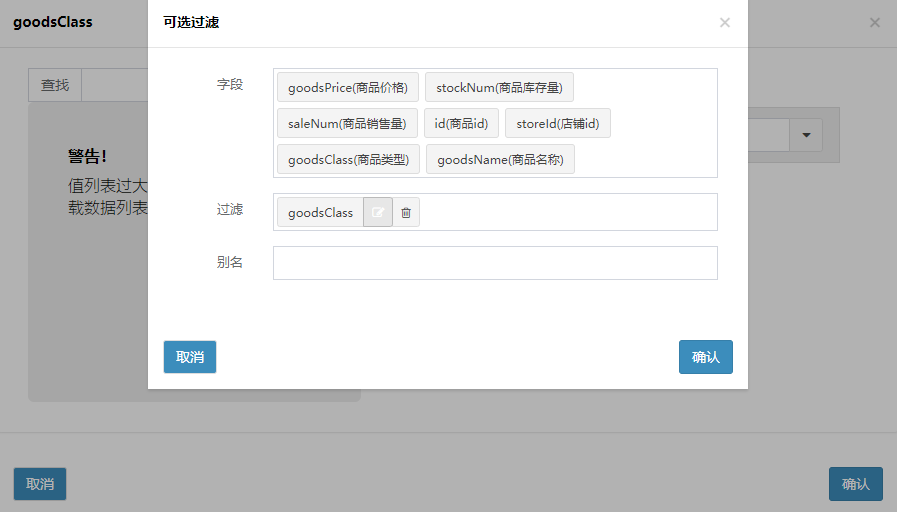 goodsClass
×
可选过滤
×
查找
警告!
值列表过大
载数据列表
字段
goodsPrice(商品价格)
stockNum(商品库存量)
saleNum(商品销售量)
id(商品id)
storeId(店铺id)
goodsClass(商品类型)
goodsName(商品名称)
过滤
goodsClass
别名
取消
确认
取消
确认